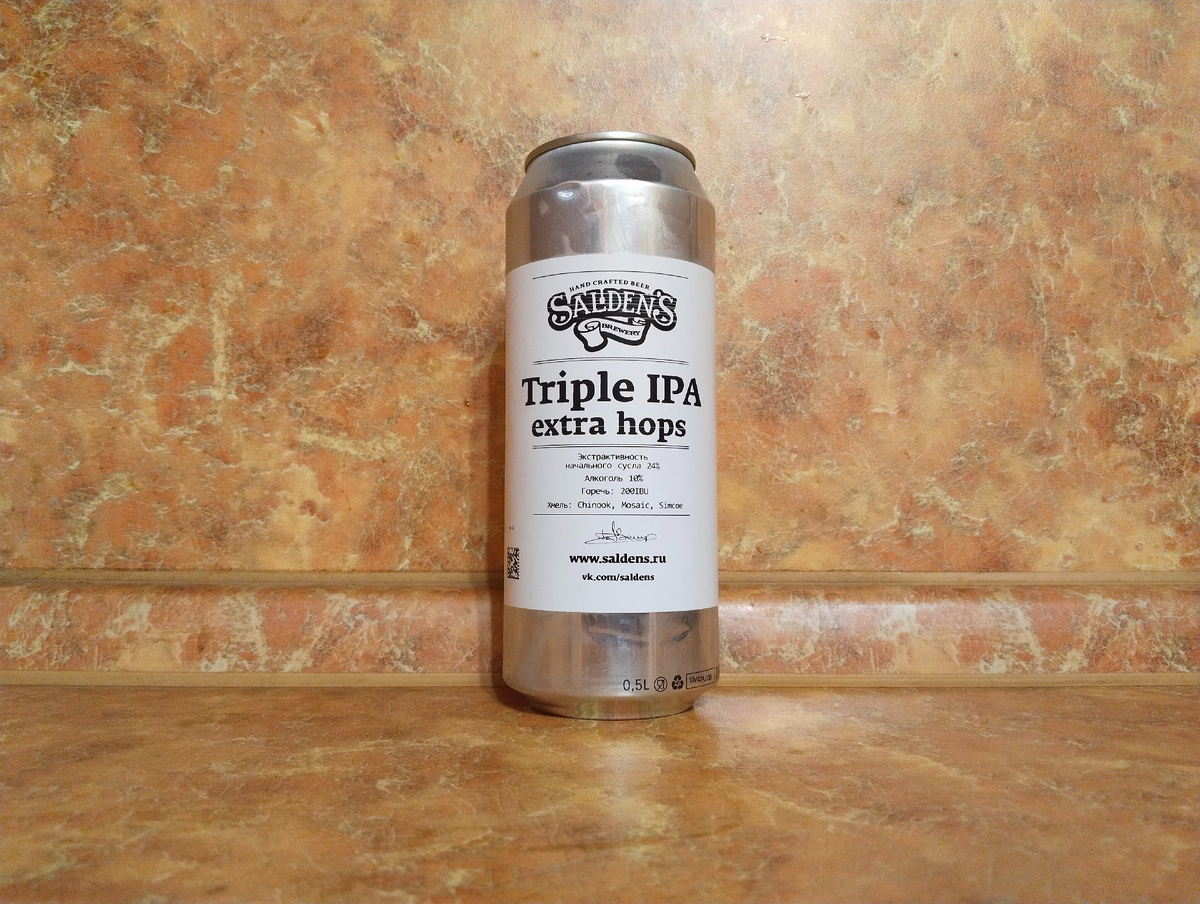 HAND CRAFTED BEER
SALDEN'S
BREWERY
Triple IPA
extra hops
Экстрактивность
начального сусла 24%
Алкоголь 10%
Горечь: 200IBU
Хмель: Chinook, Mosaic, Simcoe
www.saldens.ru
vk.com/saldens
0,5L